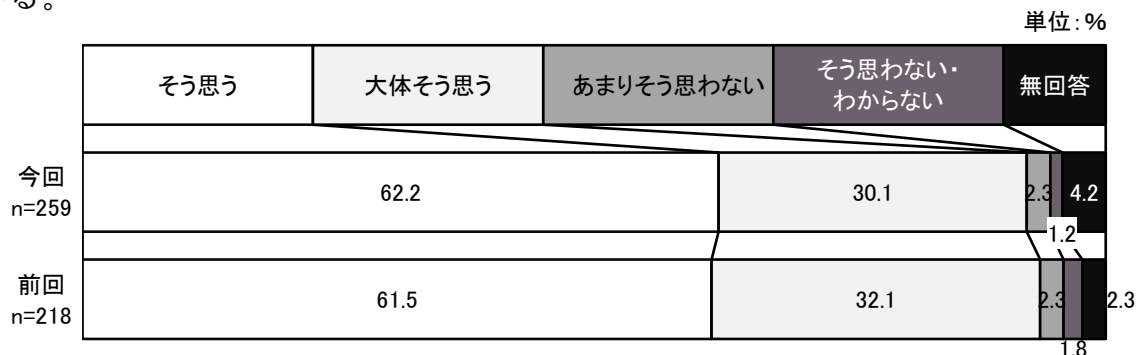 る。
単位：%
そう思う 大体そう思う あまりそう思わない そう思わない・
わからない 無回答
今回
n=259
62.2 30.1 2.3 4.2
1.2
前回
n=218
61.5 32.1 2.3 2.3
1.8